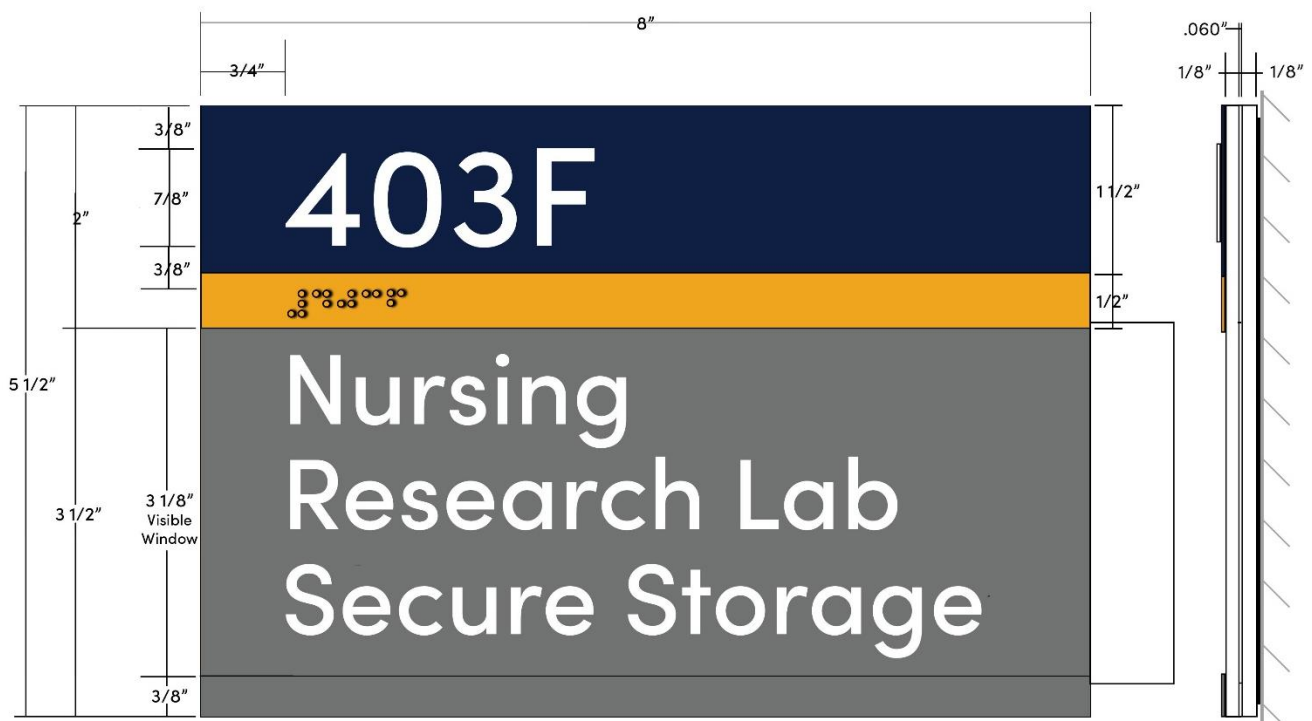 8”
.060”
3/4”
1/8” 1/8”
3/8”
7/8”
2”
3/8”
403F
1 1/2”
1/2”
⠼⠙⠚⠉⠋
5 1/2”
3 1/2”
3 1/8”
Visible
Window
Nursing
Research Lab
Secure Storage
3/8”